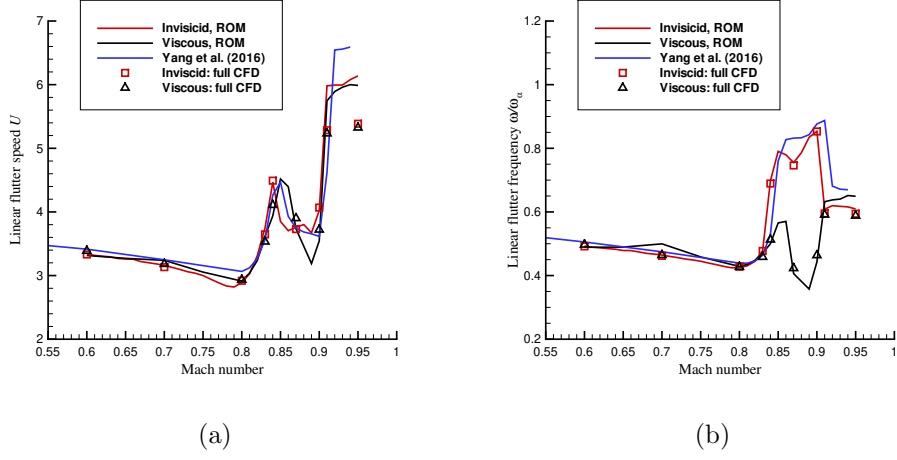 Invisicid, ROM
Viscous, ROM
Yang et al. (2016)
Inviscid: full CFD
Viscous: full CFD
Linear flutter speed U
7
6
5
4
3
2
0.55 0.6 0.65 0.7 0.75 0.8 0.85 0.9 0.95 1
Mach number
(a)
Invisicid, ROM
Viscous, ROM
Yang et al. (2016)
Inviscid: full CFD
Viscous: full CFD
Linear flutter frequency ω/ωα
1.2
1
0.8
0.6
0.4
0.2
0.55 0.6 0.65 0.7 0.75 0.8 0.85 0.9 0.95 1
Mach number
(b)